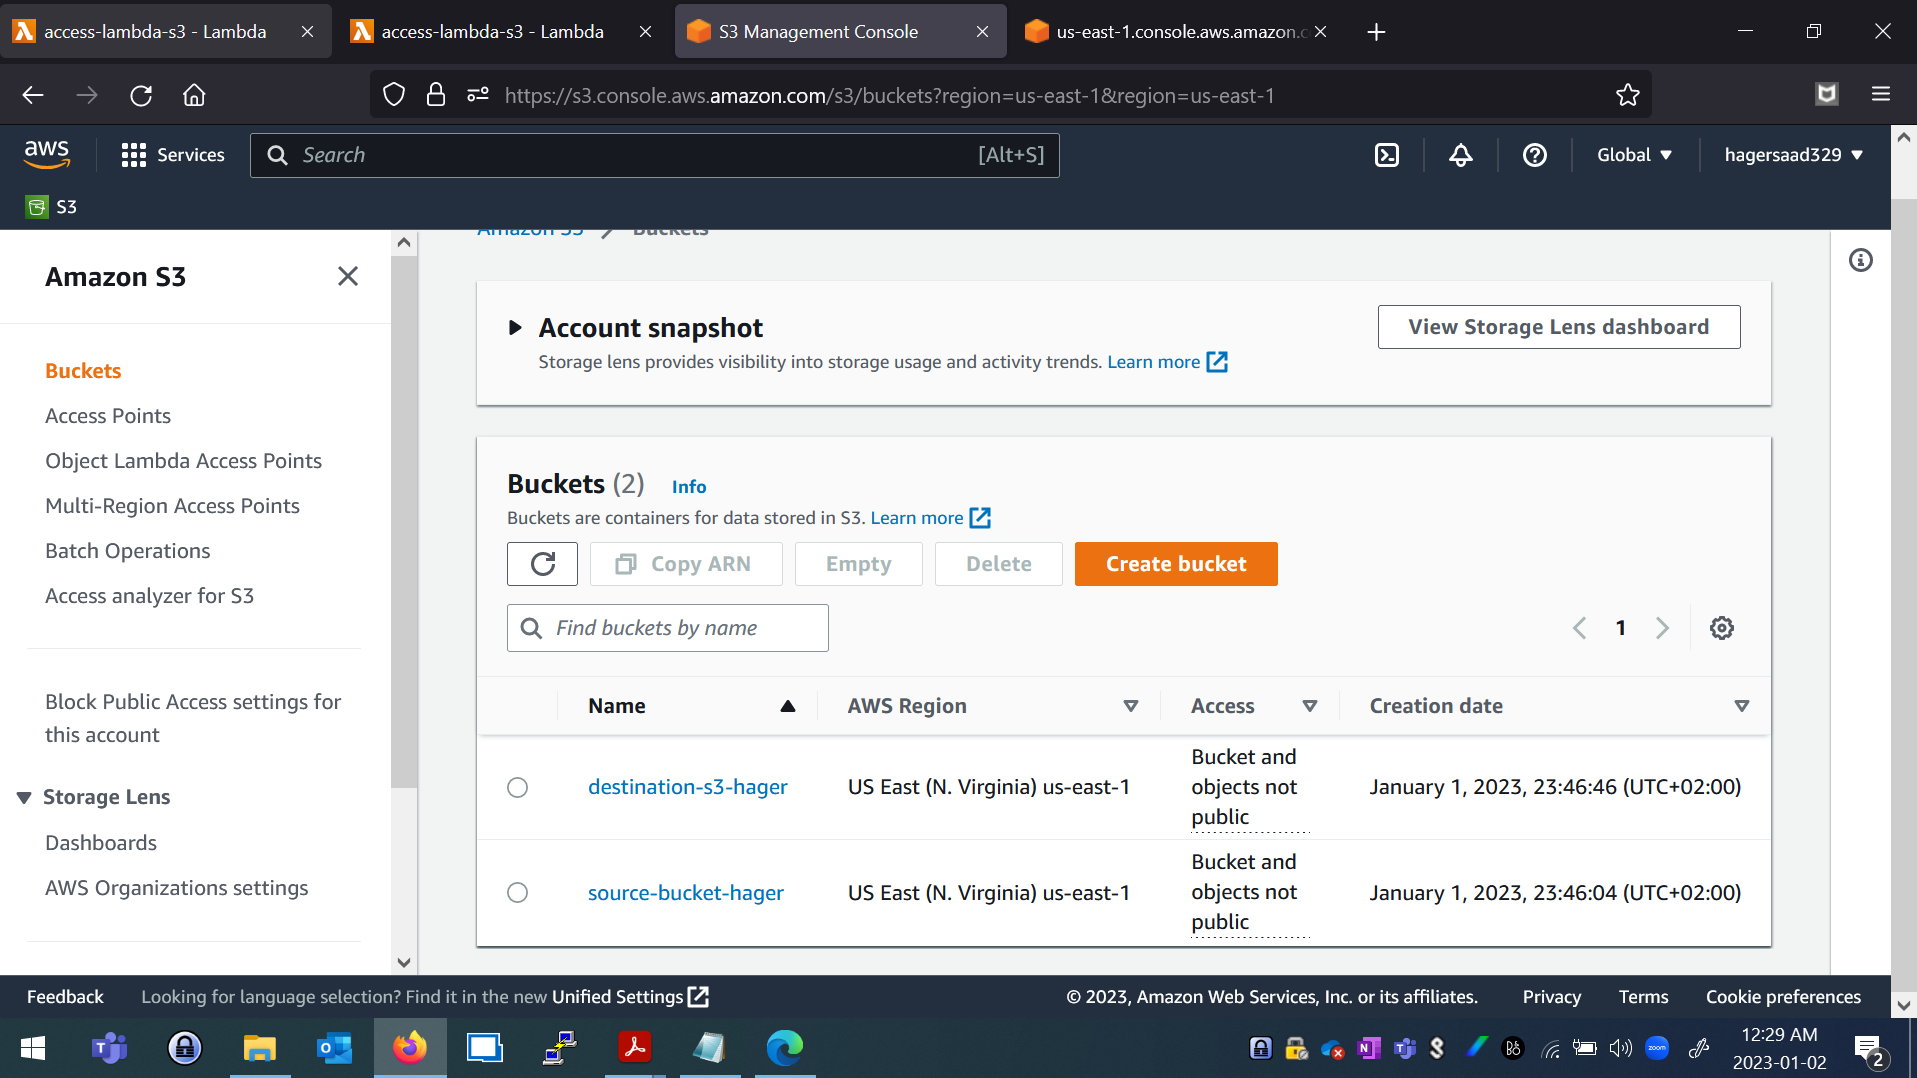 access-lambda-s3 - Lambda
access-lambda-s3 - Lambda
S3 Management Console
us-east-1.console.aws.amazon.c
https://s3.console.aws.amazon.com/s3/buckets?region=us-east-1&region=us-east-1
aws
Services
Search
[Alt+S]
Global
hagersaad329
S3
Amazon S3
Buckets
Amazon S3
Buckets
Access Points
Object Lambda Access Points
Multi-Region Access Points
Batch Operations
Access analyzer for S3
Block Public Access settings for
this account
Storage Lens
Dashboards
AWS Organizations settings
Account snapshot
View Storage Lens dashboard
Storage lens provides visibility into storage usage and activity trends. Learn more
Buckets (2) Info
Buckets are containers for data stored in S3. Learn more
Copy ARN
Empty
Delete
Create bucket
Find buckets by name
1
Name
AWS Region
Access
Creation date
destination-s3-hager
US East (N. Virginia) us-east-1
Bucket and
objects not
public
January 1, 2023, 23:46:46 (UTC+02:00)
source-bucket-hager
US East (N. Virginia) us-east-1
Bucket and
objects not
public
January 1, 2023, 23:46:04 (UTC+02:00)
Feedback
Looking for language selection? Find it in the new Unified Settings
© 2023, Amazon Web Services, Inc. or its affiliates.
Privacy
Terms
Cookie preferences
zoom
12:29 AM
2023-01-02
2